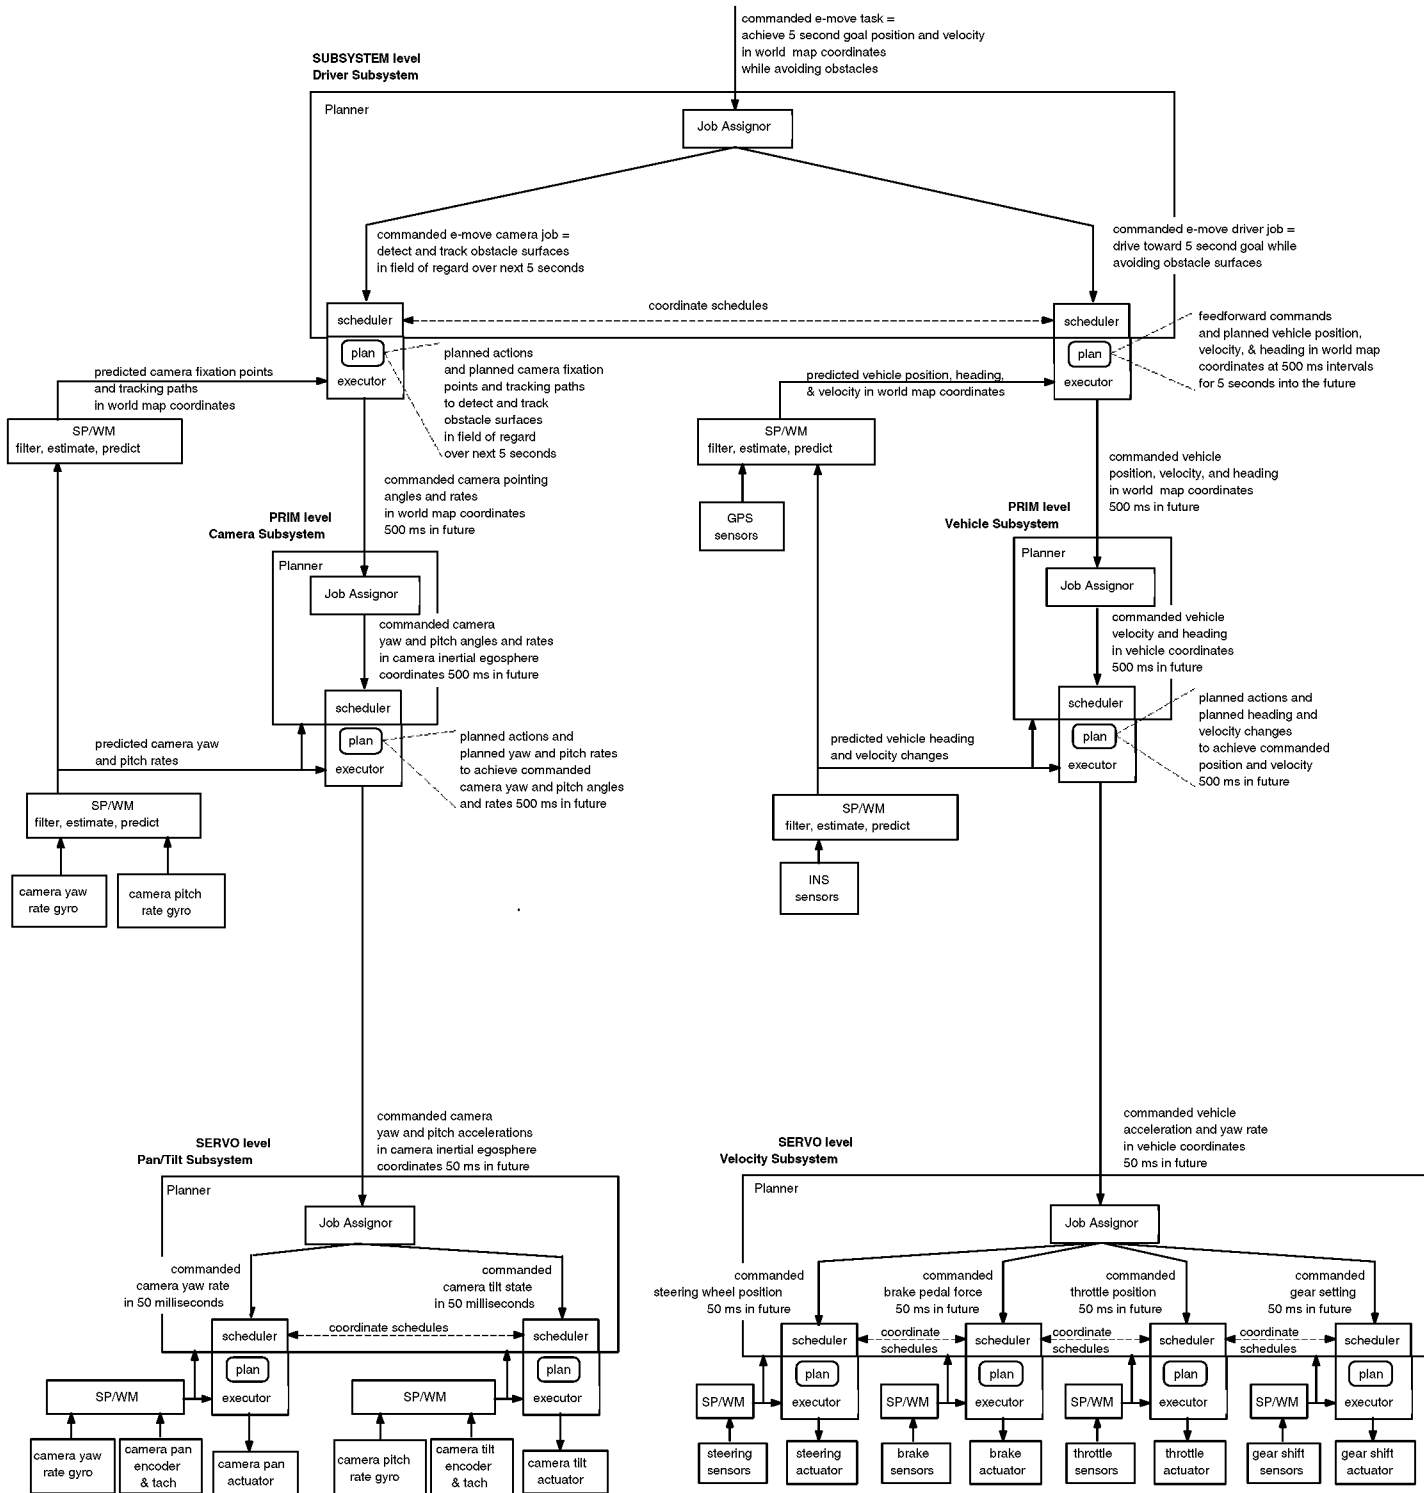 commanded e-move task =
achieve 5 second goal position and velocity
in world map coordinates
while avoiding obstacles
SUBSYSTEM level
Driver Subsystem
Planner
Job Assignor
commanded e-move camera job =
detect and track obstacle surfaces
in field of regard over next 5 seconds
commanded e-move driver job =
drive toward 5 second goal while
avoiding obstacle surfaces
scheduler
coordinate schedules
scheduler
plan
executor
planned actions
and planned camera fixation
points and tracking paths
to detect and track
obstacle surfaces
in field of regard
over next 5 seconds
plan
executor
feedforward commands
and planned vehicle position,
velocity, & heading in world map
coordinates at 500 ms intervals
for 5 seconds into the future
predicted camera fixation points
and tracking paths
in world map coordinates
SP/WM
filter, estimate, predict
predicted vehicle position, heading,
& velocity in world map coordinates
SP/WM
filter, estimate, predict
GPS
sensors
commanded camera pointing
angles and rates
in world map coordinates
500 ms in future
commanded vehicle
position, velocity, and heading
in world map coordinates
500 ms in future
PRIM level
Camera Subsystem
Planner
Job Assignor
commanded camera
yaw and pitch angles and rates
in camera inertial egosphere
coordinates 500 ms in future
scheduler
plan
executor
planned actions and
planned yaw and pitch rates
to achieve commanded
camera yaw and pitch angles
and rates 500 ms in future
predicted camera yaw
and pitch rates
SP/WM
filter, estimate, predict
camera yaw
rate gyro
camera pitch
rate gyro
PRIM level
Vehicle Subsystem
Planner
Job Assignor
commanded vehicle
velocity and heading
in vehicle coordinates
500 ms in future
scheduler
plan
executor
planned actions and
planned heading and
velocity changes
to achieve commanded
position and velocity
500 ms in future
predicted vehicle heading
and velocity changes
SP/WM
filter, estimate, predict
INS
sensors
commanded camera
yaw and pitch accelerations
in camera inertial egosphere
coordinates 50 ms in future
SERVO level
Pan/Tilt Subsystem
Planner
Job Assignor
commanded
camera yaw rate
in 50 milliseconds
commanded
camera tilt state
in 50 milliseconds
scheduler
coordinate schedules
scheduler
plan
executor
plan
executor
SP/WM
SP/WM
camera yaw
rate gyro
camera pan
encoder
& tach
camera pan
actuator
camera pitch
rate gyro
camera tilt
encoder
& tach
camera tilt
actuator
commanded vehicle
acceleration and yaw rate
in vehicle coordinates
50 ms in future
SERVO level
Velocity Subsystem
Planner
Job Assignor
commanded
steering wheel position
50 ms in future
commanded
brake pedal force
50 ms in future
commanded
throttle position
50 ms in future
commanded
gear setting
50 ms in future
scheduler
coordinate
schedules
scheduler
coordinate
schedules
scheduler
coordinate
schedules
scheduler
plan
executor
plan
executor
plan
executor
plan
executor
SP/WM
SP/WM
SP/WM
SP/WM
steering
sensors
steering
actuator
brake
sensors
brake
actuator
throttle
sensors
throttle
actuator
gear shift
sensors
gear shift
actuator